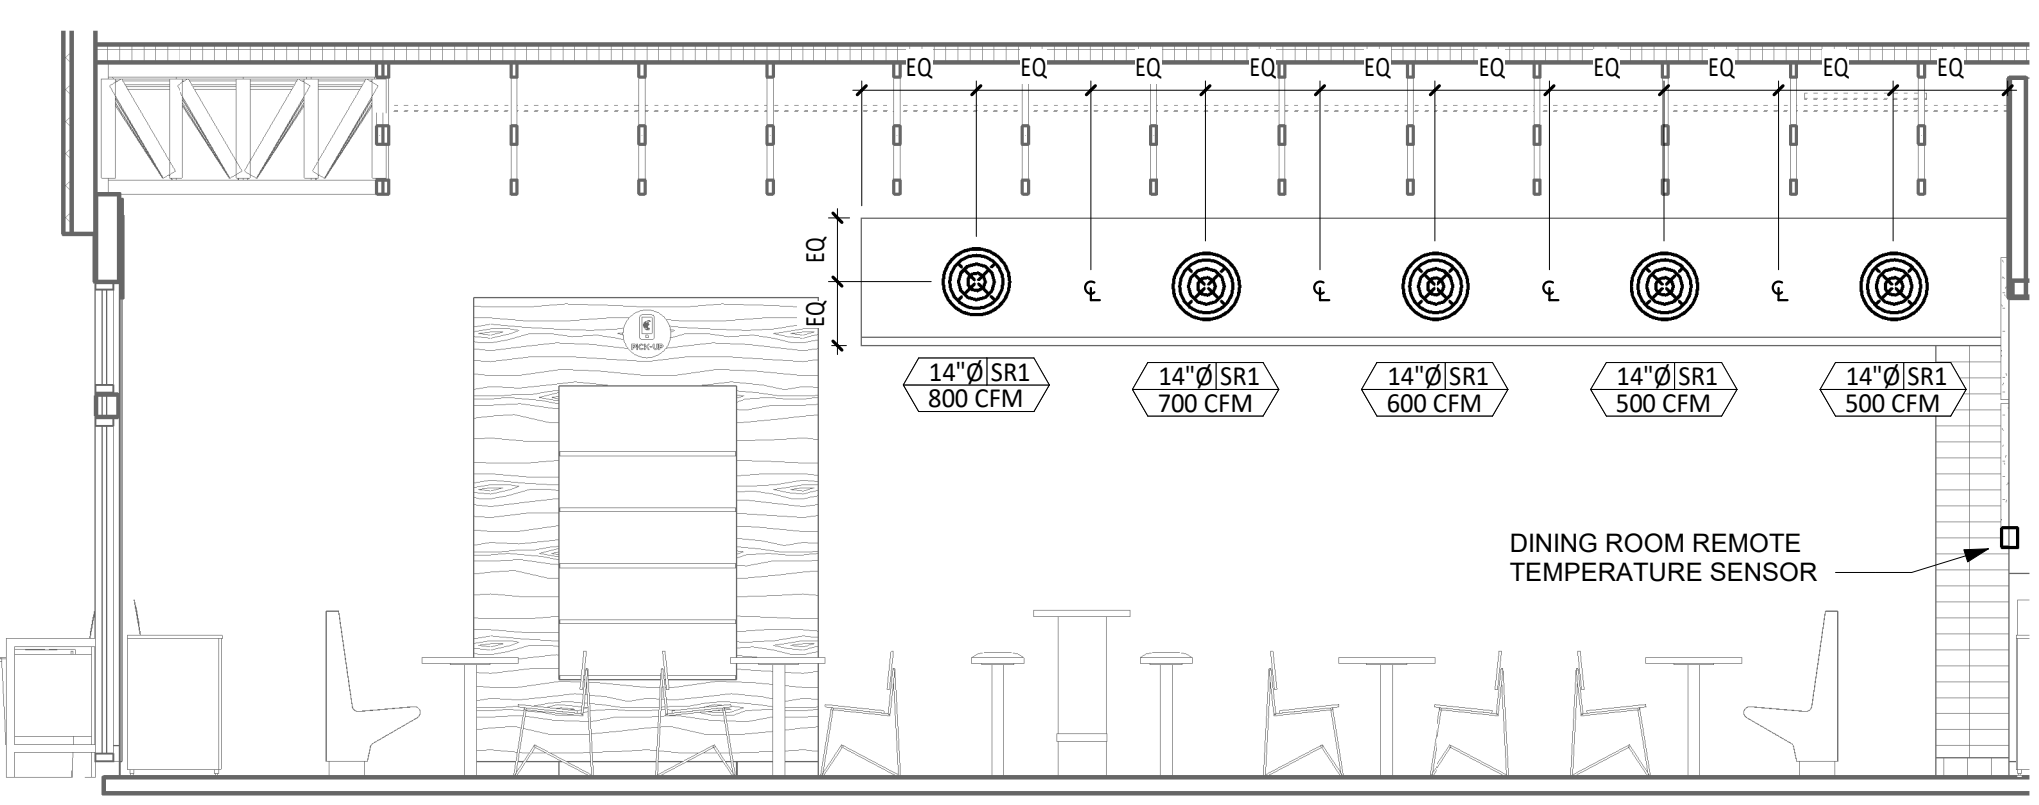 EQ EQ EQ EQ EQ EQ EQ EQ EQ EQ
EQ
EQ
℄ ℄ ℄ ℄
PICK-UP
14"Ø SR1
800 CFM
14"Ø SR1
700 CFM
14"Ø SR1
600 CFM
14"Ø SR1
500 CFM
14"Ø SR1
500 CFM
DINING ROOM REMOTE
TEMPERATURE SENSOR